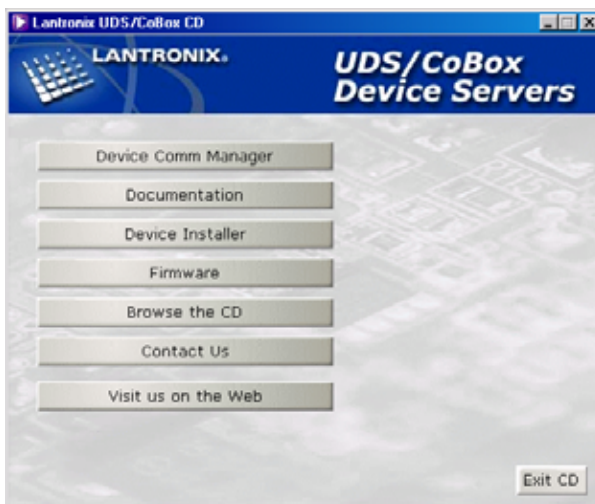 Lantronix UDS/CoBox CD
LANTRONIX®
UDS/CoBox
Device Servers
Device Comm Manager
Documentation
Device Installer
Firmware
Browse the CD
Contact Us
Visit us on the Web
Exit CD